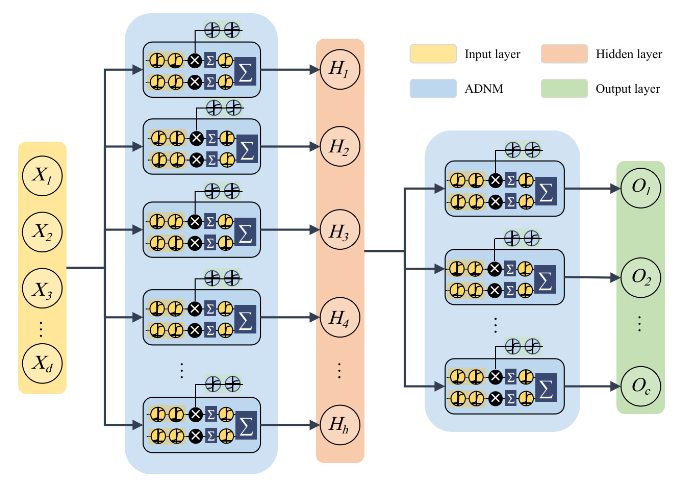 Input layer
Hidden layer
ADNM
Output layer
X1
X2
X3
⋮
Xd
Σ Σ
Σ
Σ Σ
Σ
Σ Σ
Σ
Σ Σ
Σ
⋮
Σ Σ
Σ
H1
H2
H3
H4
⋮
Hh
Σ Σ
Σ
Σ Σ
Σ
⋮
Σ Σ
Σ
O1
O2
⋮
Oc